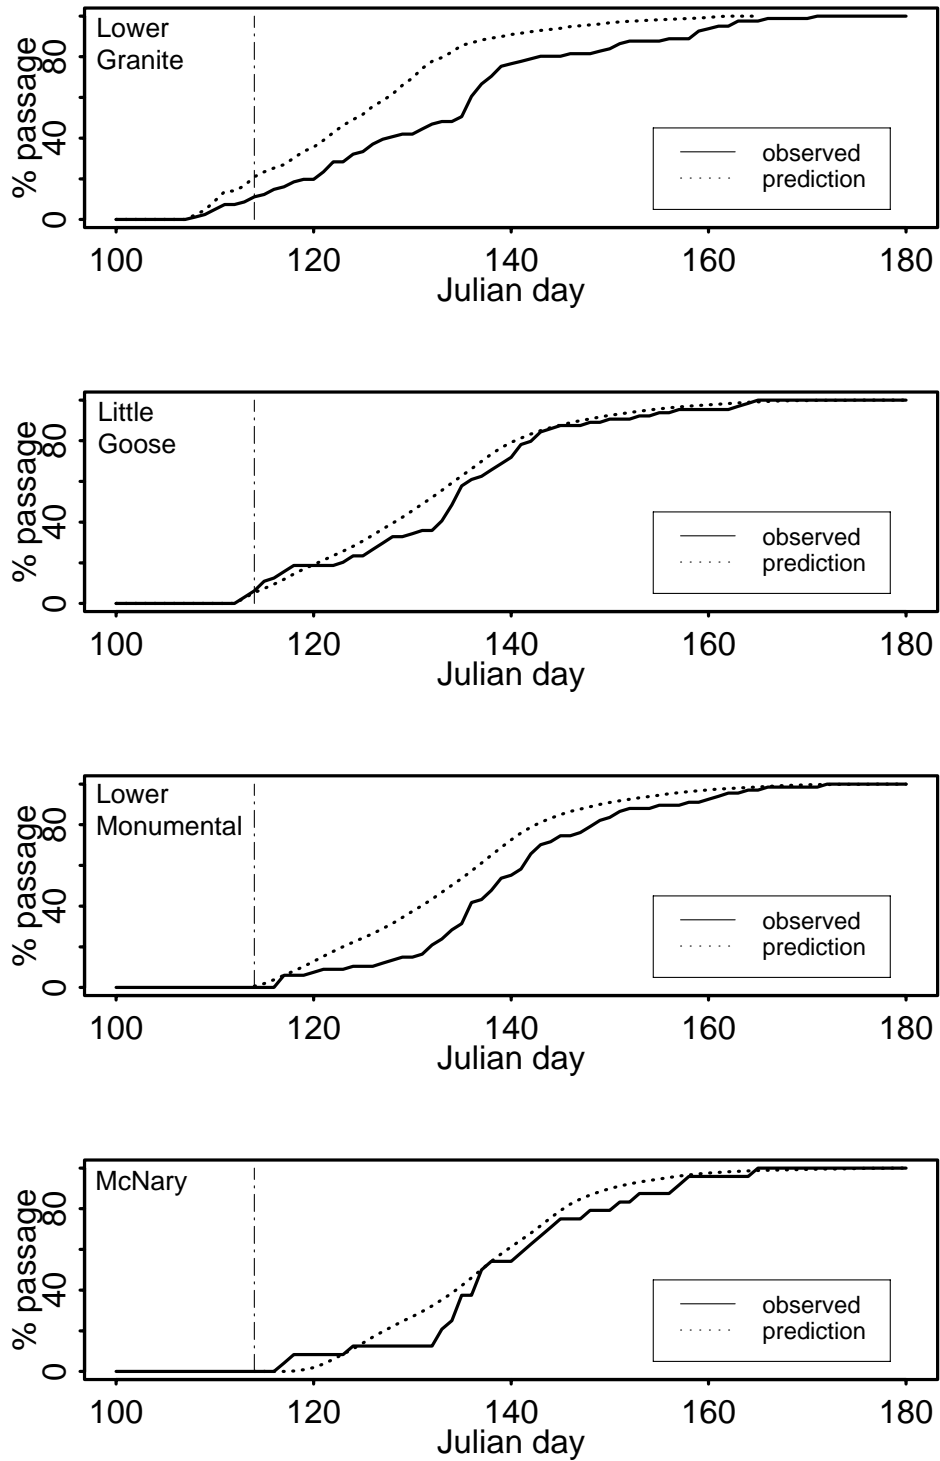 Lower
Granite
% passage
0 40 80
observed
prediction
100 120 140 160 180
Julian day
Little
Goose
% passage
0 40 80
observed
prediction
100 120 140 160 180
Julian day
Lower
Monumental
% passage
0 40 80
observed
prediction
100 120 140 160 180
Julian day
McNary
% passage
0 40 80
observed
prediction
100 120 140 160 180
Julian day